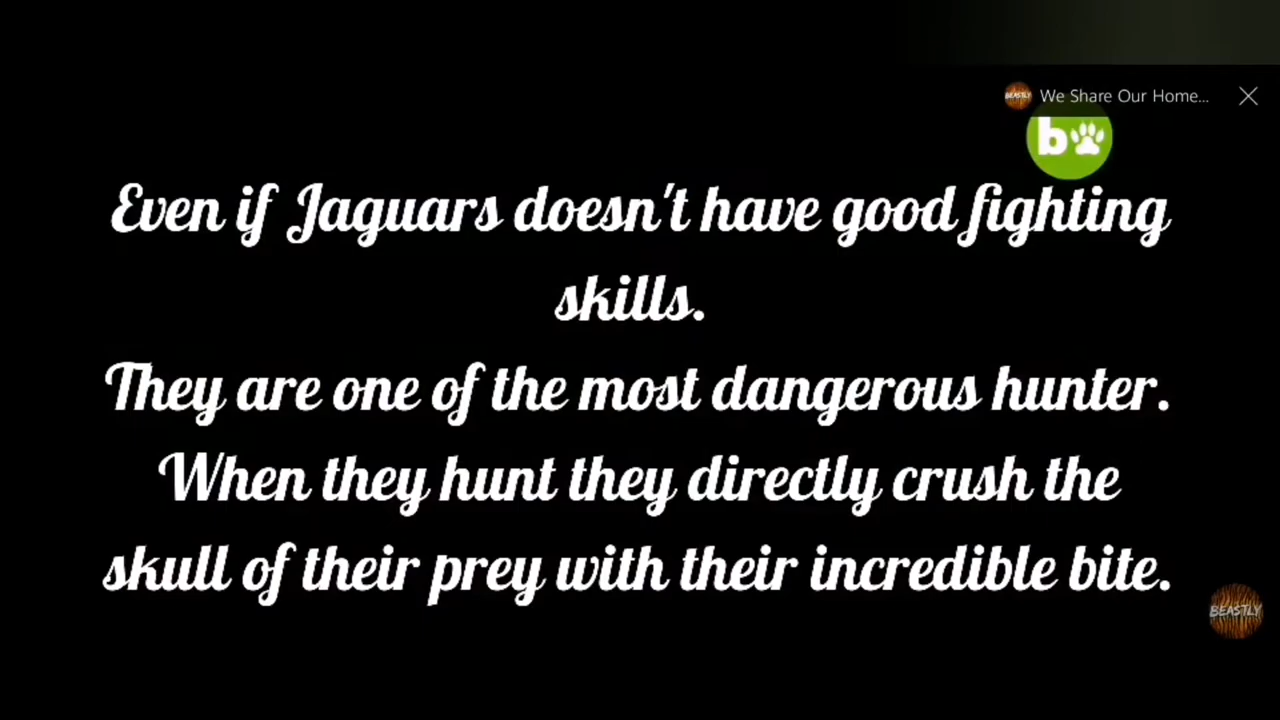 BEASTLY We Share Our Home...
b
Even if Jaguars doesn't have good fighting
skills.
They are one of the most dangerous hunter.
When they hunt they directly crush the
skull of their prey with their incredible bite.
BEASTLY